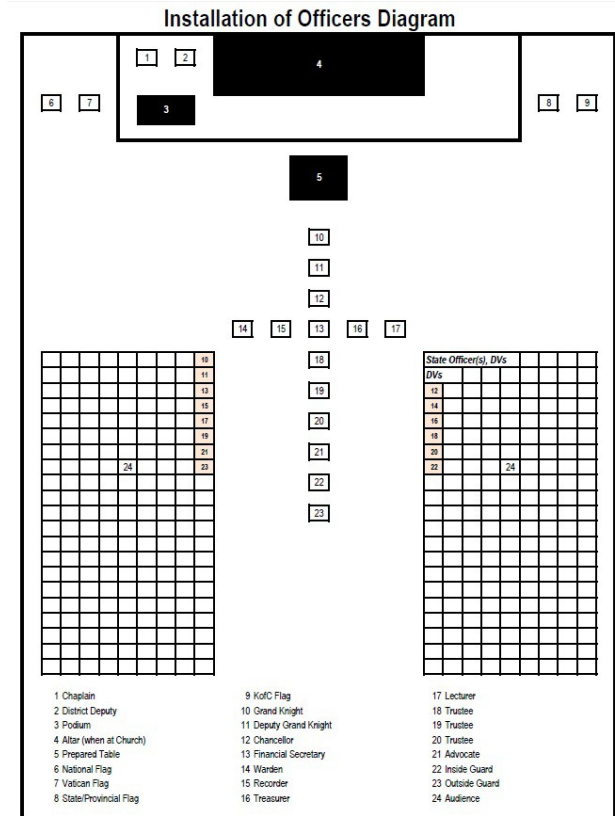 Installation of Officers Diagram
1 2
4
6 7 3 8 9
5
10
11
12
14 15 13 16 17
10 18 State Officer(s), DVs
11 DVs
13 19 12
15 14
17 20 16
19 18
21 21 20
24 23 22 24
22
23
1 Chaplain
2 District Deputy
3 Podium
4 Altar (when at Church)
5 Prepared Table
6 National Flag
7 Vatican Flag
8 State/Provincial Flag
9 KofC Flag
10 Grand Knight
11 Deputy Grand Knight
12 Chancellor
13 Financial Secretary
14 Warden
15 Recorder
16 Treasurer
17 Lecturer
18 Trustee
19 Trustee
20 Trustee
21 Advocate
22 Inside Guard
23 Outside Guard
24 Audience